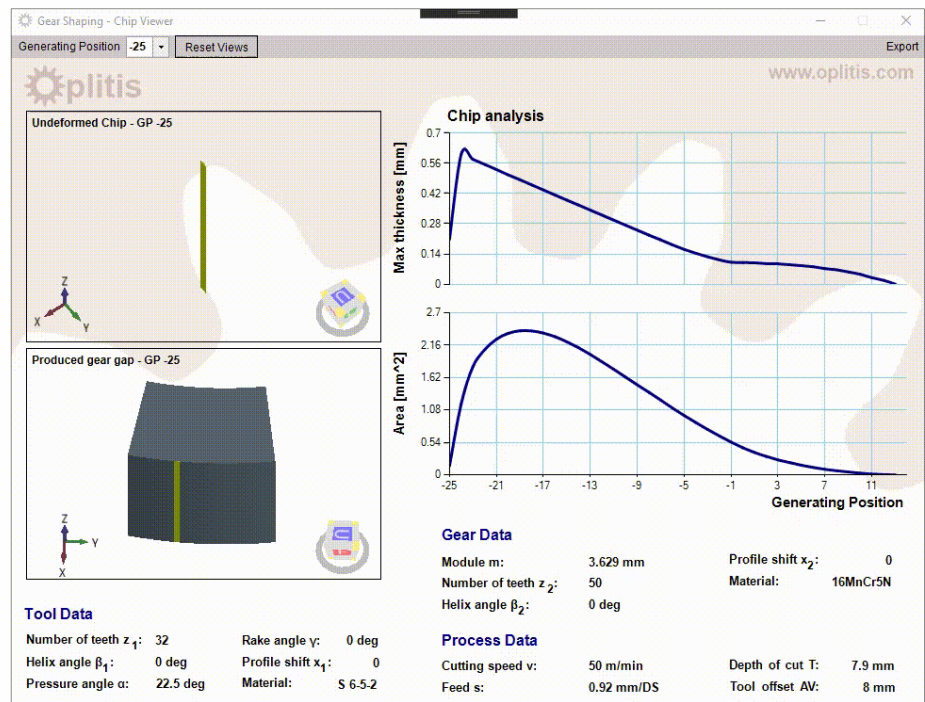 Gear Shaping - Chip Viewer
Generating Position -25 Reset Views Export
Oplitis
www.oplitis.com
Undeformed Chip - GP -25
Z
X Y
Produced gear gap - GP -25
Z
Y
X
Chip analysis
Max thickness [mm]
0.7
0.56
0.42
0.28
0.14
0
Area [mm^2]
2.7
2.16
1.62
1.08
0.54
0
-25 -21 -17 -13 -9 -5 -1 3 7 11
Generating Position
Tool Data
Number of teeth z1: 32 Rake angle γ: 0 deg
Helix angle β1: 0 deg Profile shift x1: 0
Pressure angle α: 22.5 deg Material: S 6-5-2
Gear Data
Module m: 3.629 mm Profile shift x2: 0
Number of teeth z2: 50 Material: 16MnCr5N
Helix angle β2: 0 deg
Process Data
Cutting speed v: 50 m/min Depth of cut T: 7.9 mm
Feed s: 0.92 mm/DS Tool offset AV: 8 mm